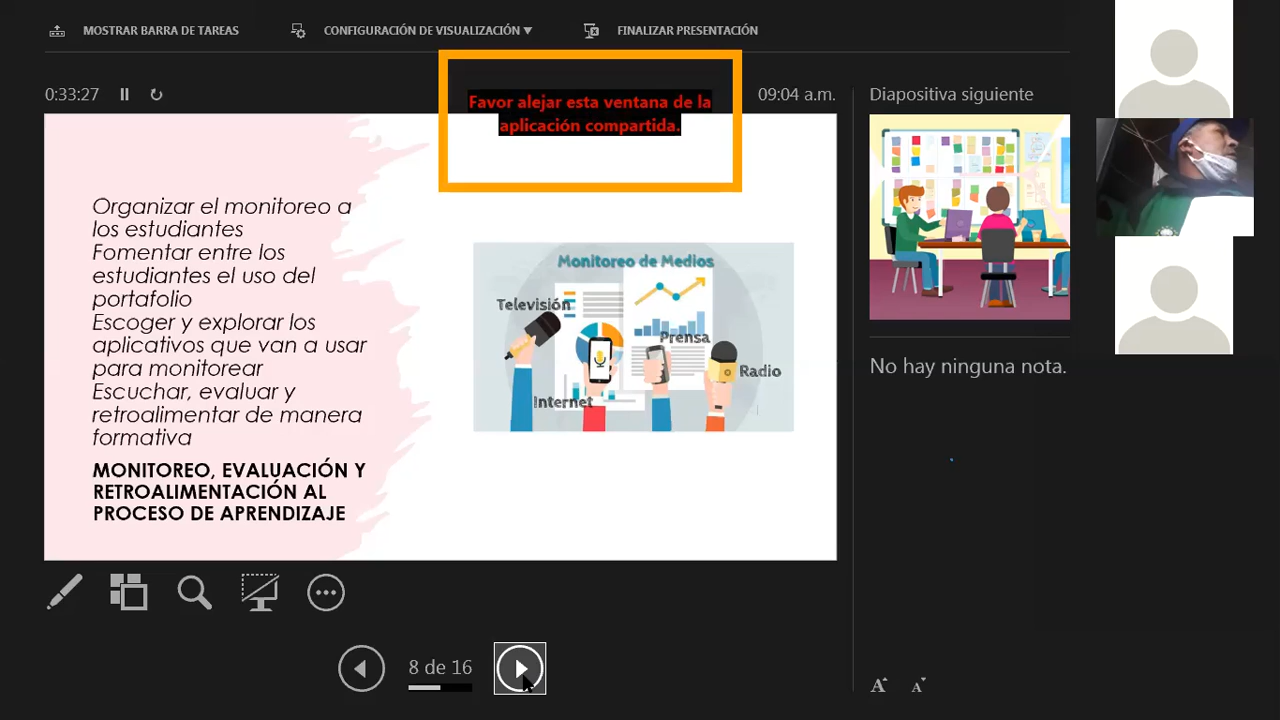 MOSTRAR BARRA DE TAREAS
CONFIGURACIÓN DE VISUALIZACIÓN ▼
FINALIZAR PRESENTACIÓN
0:33:27
09:04 a.m.
Favor alejar esta ventana de la
aplicación compartida.
Diapositiva siguiente
Organizar el monitoreo a
los estudiantes
Fomentar entre los
estudiantes el uso del
portafolio
Escoger y explorar los
aplicativos que van a usar
para monitorear
Escuchar, evaluar y
retroalimentar de manera
formativa
MONITOREO, EVALUACIÓN Y
RETROALIMENTACIÓN AL
PROCESO DE APRENDIZAJE
Monitoreo de Medios
Televisión
Prensa
Radio
Internet
No hay ninguna nota.
8 de 16
A A